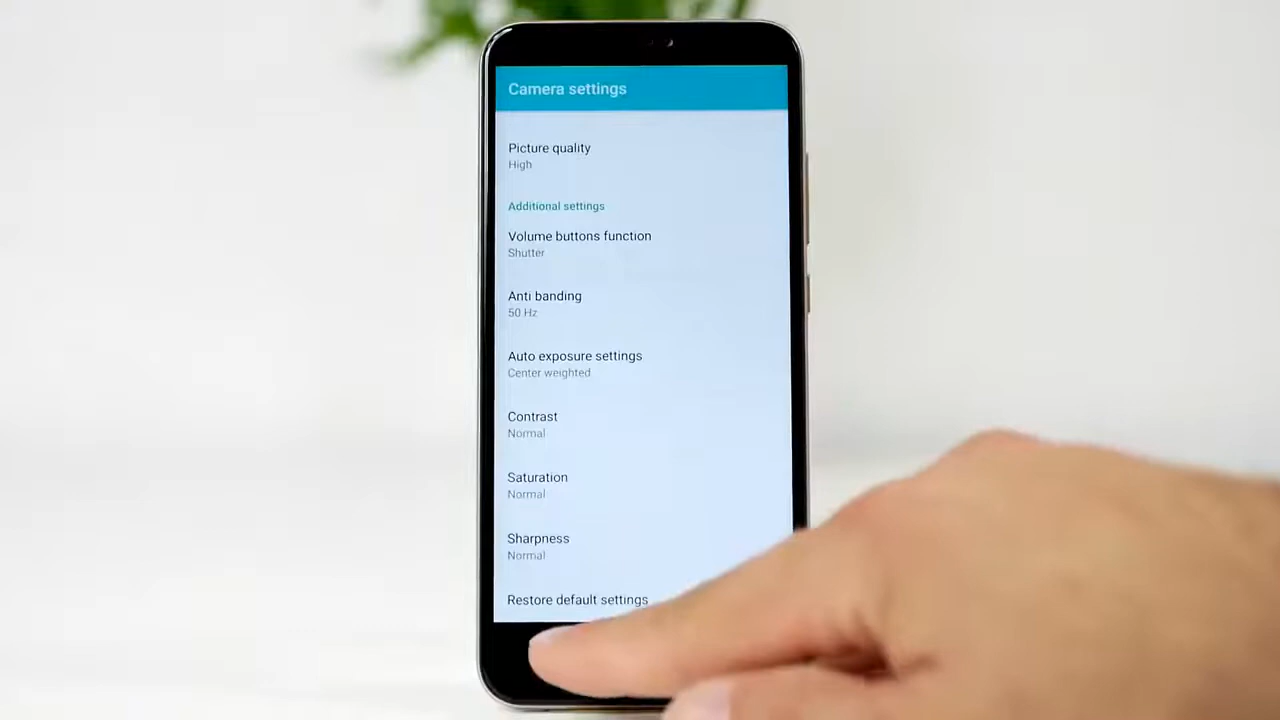 Camera settings
Picture quality
High
Additional settings
Volume buttons function
Shutter
Anti banding
50 Hz
Auto exposure settings
Center weighted
Contrast
Normal
Saturation
Normal
Sharpness
Normal
Restore default settings